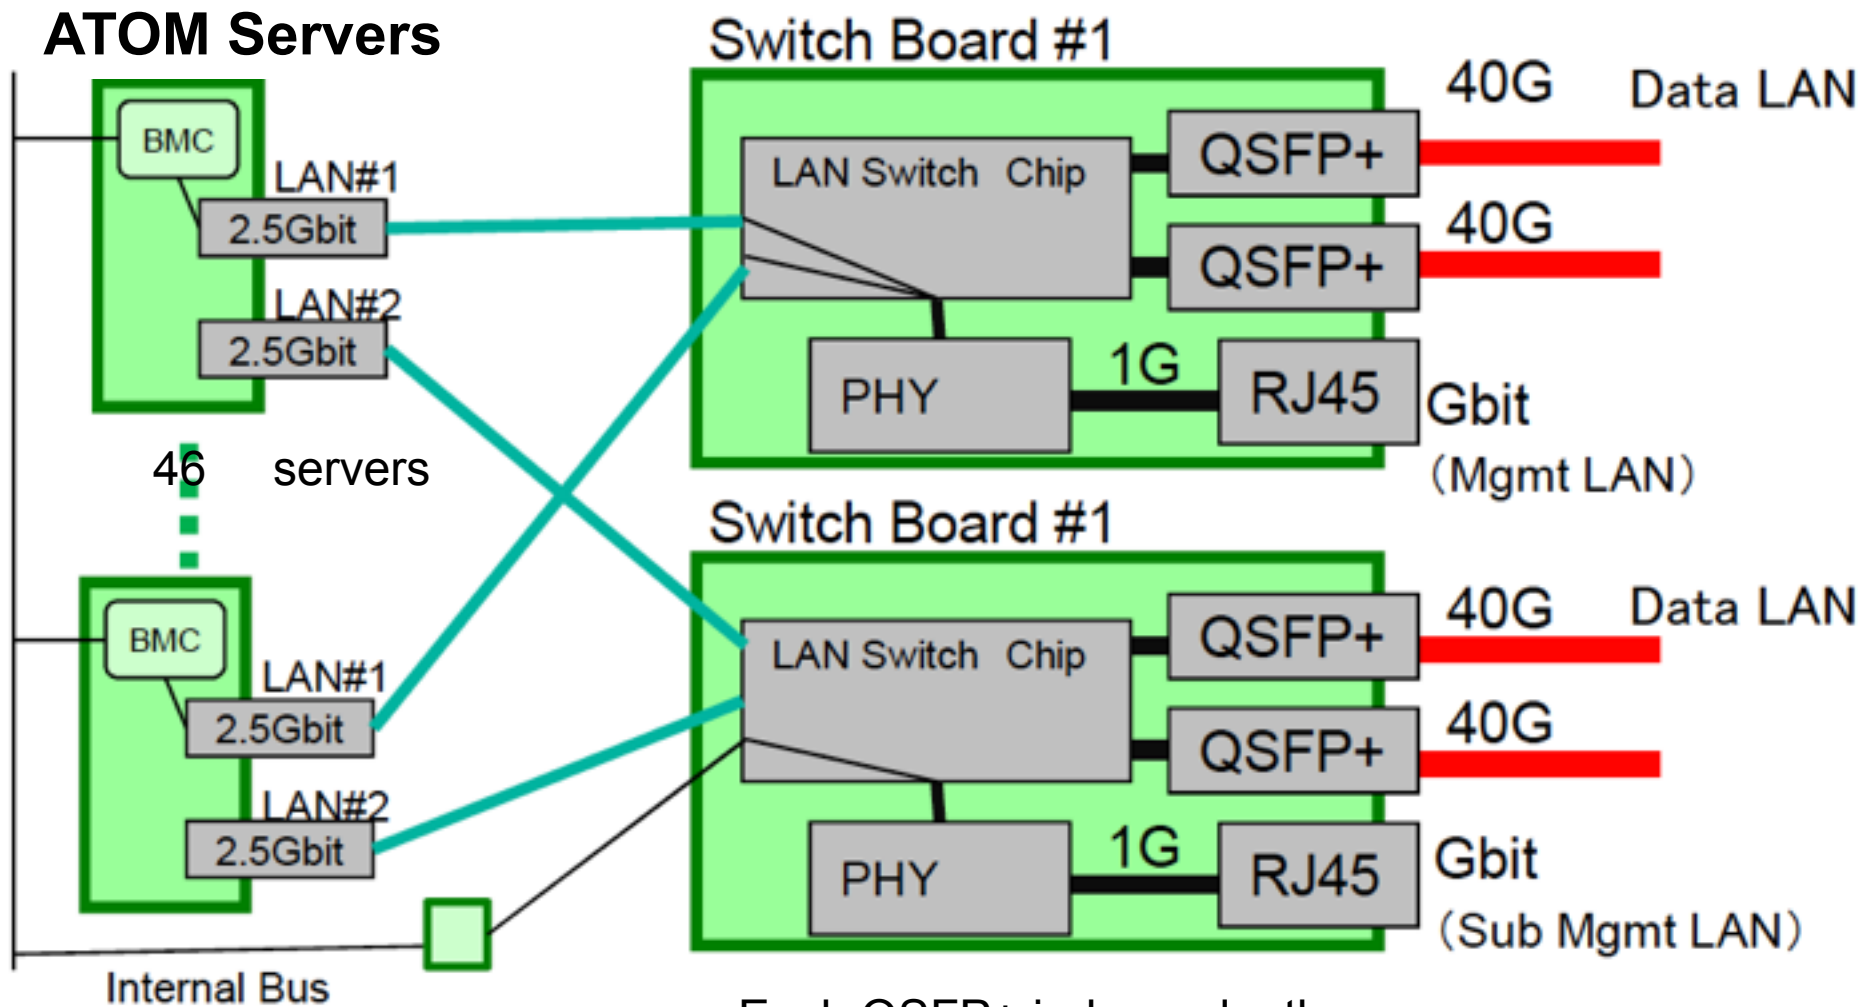 ATOM Servers
BMC
LAN#1
2.5Gbit
LAN#2
2.5Gbit
46 servers
BMC
LAN#1
2.5Gbit
LAN#2
2.5Gbit
Internal Bus
Switch Board #1
LAN Switch Chip
QSFP+
40G
Data LAN
QSFP+
40G
PHY
1G
RJ45
Gbit
(Mgmt LAN)
Switch Board #1
LAN Switch Chip
QSFP+
40G
Data LAN
QSFP+
40G
PHY
1G
RJ45
Gbit
(Sub Mgmt LAN)